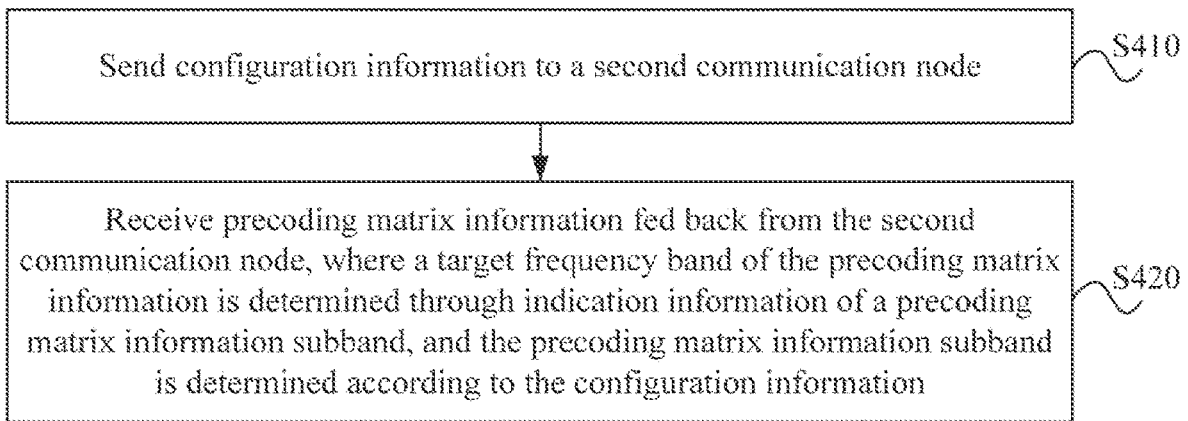 Send configuration information to a second communication node
S410
Receive precoding matrix information fed back from the second
communication node, where a target frequency band of the precoding matrix
information is determined through indication information of a precoding
matrix information subband, and the precoding matrix information subband
is determined according to the configuration information
S420